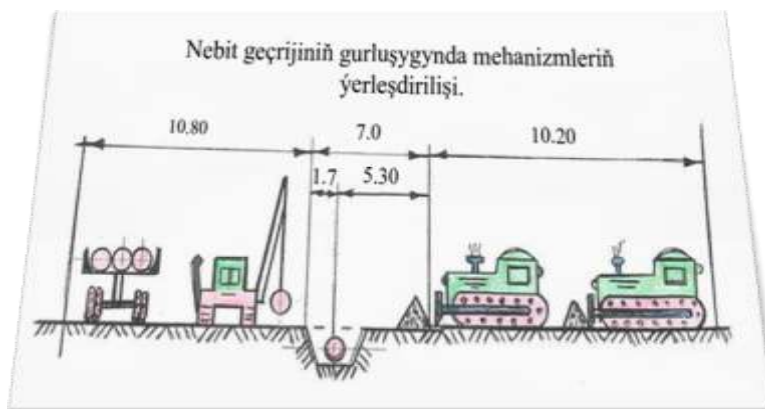 Nebit geçrijiniň gurluşygynda mehanizmleriň
ýerleşdirilişi.
10.80
7.0
10.20
1.7
5.30